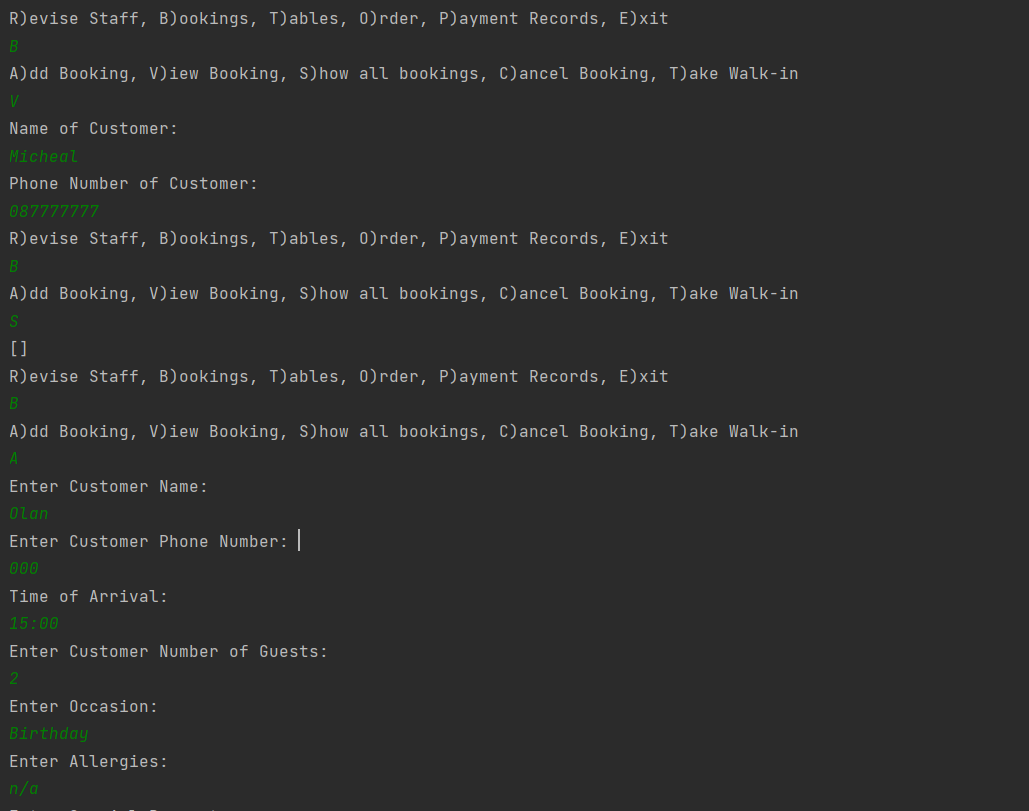 R)evise Staff, B)ookings, T)ables, O)rder, P)ayment Records, E)xit
B
A)dd Booking, V)iew Booking, S)how all bookings, C)ancel Booking, T)ake Walk-in
V
Name of Customer:
Micheal
Phone Number of Customer:
087777777
R)evise Staff, B)ookings, T)ables, O)rder, P)ayment Records, E)xit
B
A)dd Booking, V)iew Booking, S)how all bookings, C)ancel Booking, T)ake Walk-in
S
[]
R)evise Staff, B)ookings, T)ables, O)rder, P)ayment Records, E)xit
B
A)dd Booking, V)iew Booking, S)how all bookings, C)ancel Booking, T)ake Walk-in
A
Enter Customer Name:
Olan
Enter Customer Phone Number:
000
Time of Arrival:
15:00
Enter Customer Number of Guests:
2
Enter Occasion:
Birthday
Enter Allergies:
n/a